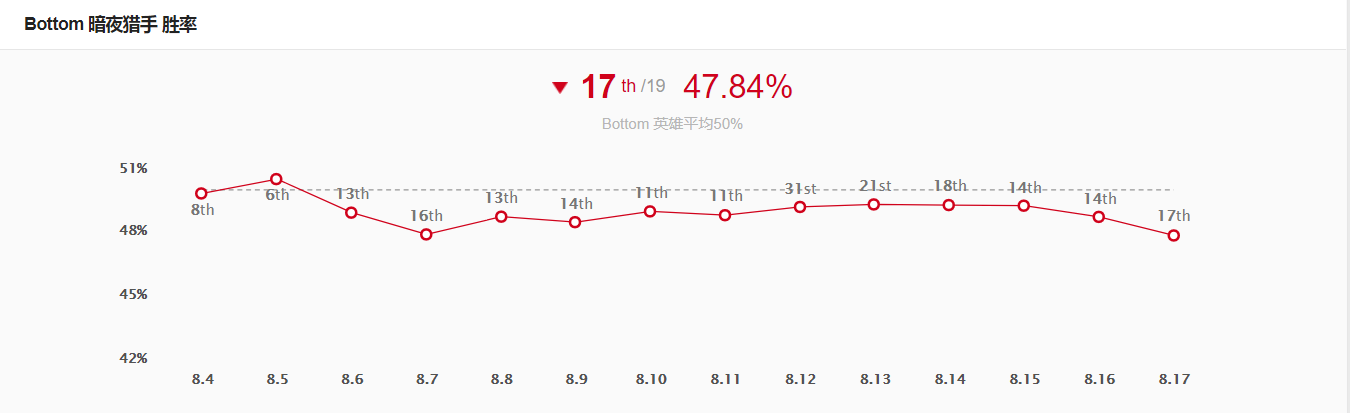 Bottom 暗夜猎手 胜率
17 th /19 47.84%
Bottom 英雄平均50%
51%
8th 6th 13th 16th 13th 14th 11th 11th 31st 21st 18th 14th 14th 17th
48%
45%
42%
8.4 8.5 8.6 8.7 8.8 8.9 8.10 8.11 8.12 8.13 8.14 8.15 8.16 8.17